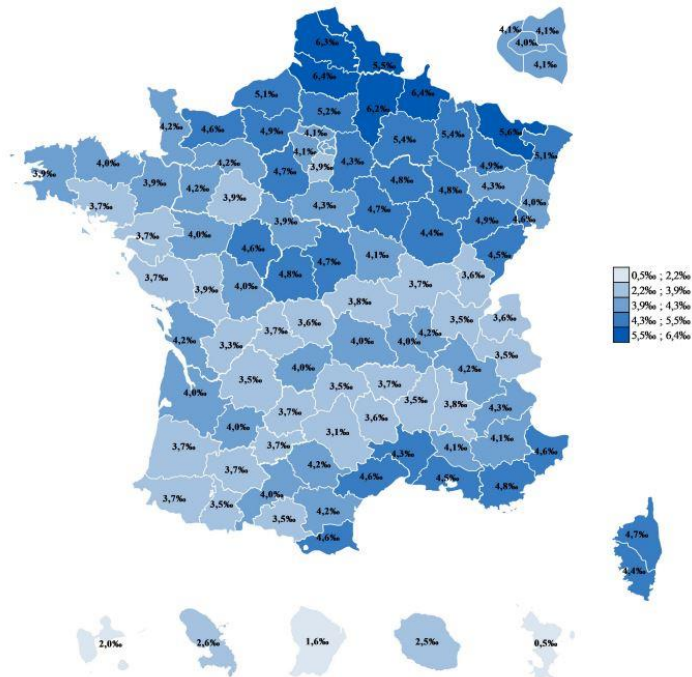 4,1‰ 4,1‰
6,3‰ 4,0‰
5,5‰ 4,1‰
6,4‰ 6,4‰
5,1‰ 6,2‰
5,2‰ 5,6‰
4,2‰ 4,6‰ 4,9‰ 4,1‰ 5,4‰ 5,4‰
4,1‰ 5,1‰
4,0‰ 4,2‰ 4,7‰ 3,9‰ 4,3‰ 4,9‰
3,9‰ 3,9‰ 4,2‰ 4,8‰ 4,8‰ 4,3‰
3,7‰ 3,9‰ 4,3‰ 4,7‰ 4,0‰
3,9‰ 4,9‰ 4,6‰
3,7‰ 4,0‰ 4,6‰ 4,4‰
4,7‰ 4,1‰ 4,5‰
3,7‰ 3,9‰ 4,0‰ 4,8‰ 3,7‰ 3,6‰
0,5‰ ; 2,2‰
2,2‰ ; 3,9‰
3,9‰ ; 4,3‰
4,3‰ ; 5,5‰
5,5‰ ; 6,4‰
3,8‰
3,7‰ 3,6‰ 3,5‰ 3,6‰
4,2‰ 3,3‰ 4,0‰ 4,0‰ 4,2‰ 3,5‰
3,5‰ 4,0‰ 4,2‰
3,5‰ 3,7‰
4,0‰ 3,7‰ 3,5‰ 3,8‰ 4,3‰
4,0‰ 3,1‰ 3,6‰
3,7‰ 3,7‰ 4,1‰ 4,1‰
3,7‰ 4,2‰ 4,3‰ 4,6‰
4,6‰ 4,5‰
3,7‰ 3,5‰ 4,0‰ 4,2‰ 4,8‰
3,5‰
4,6‰ 4,7‰
4,4‰
2,0‰ 2,6‰ 1,6‰ 2,5‰ 0,5‰